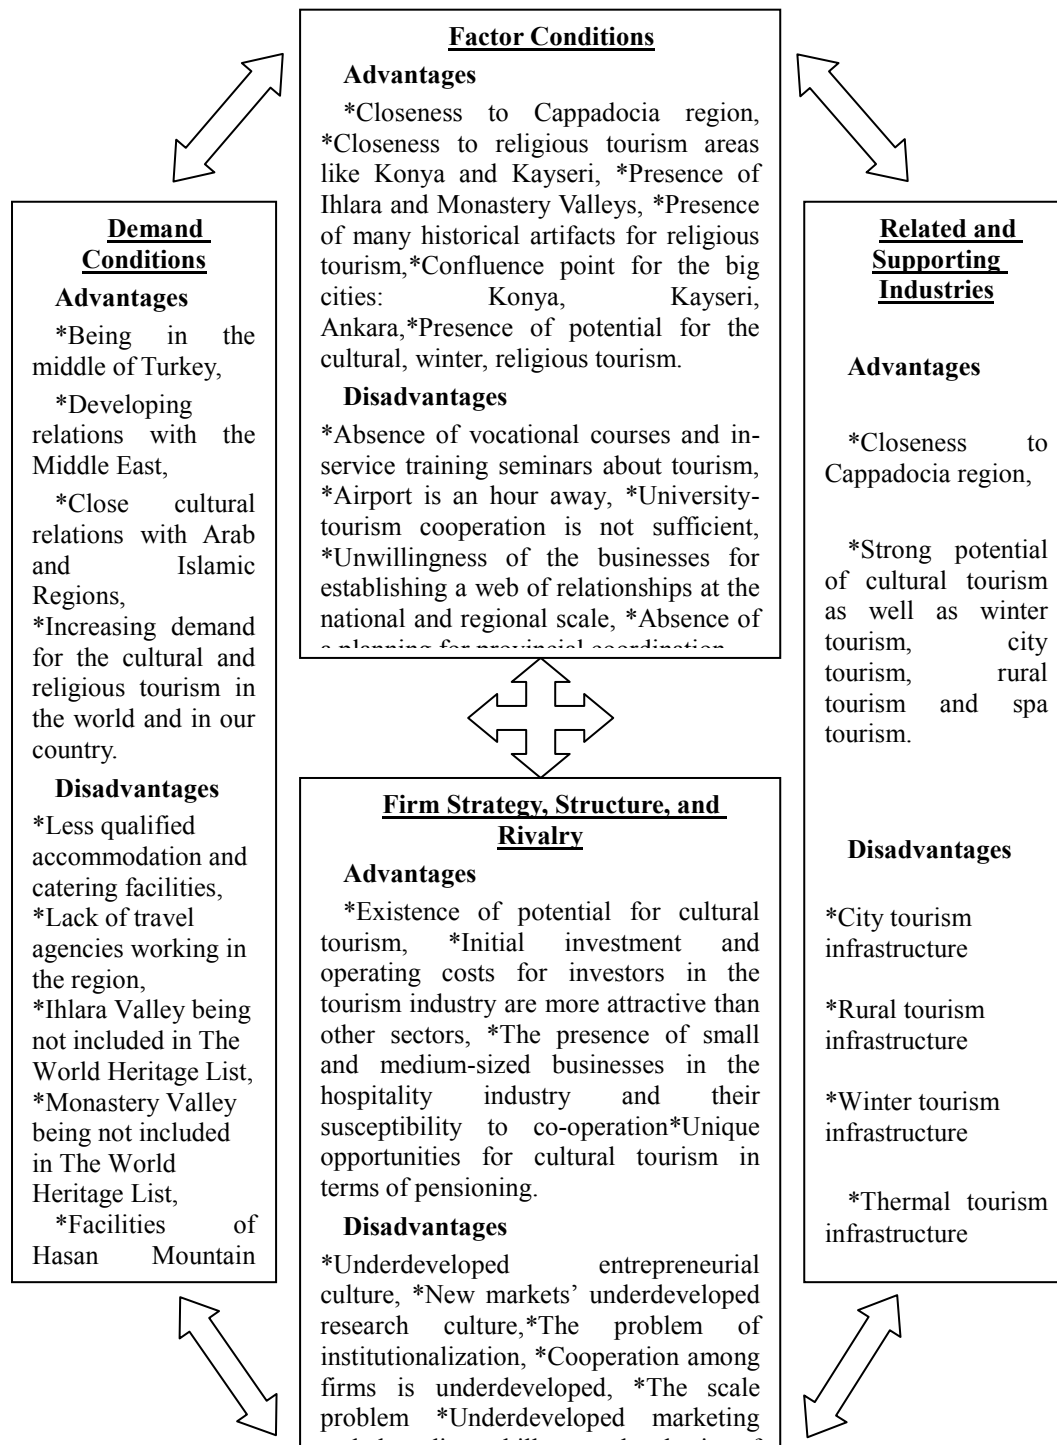 Factor Conditions
Advantages
*Closeness to Cappadocia region,
*Closeness to religious tourism areas
like Konya and Kayseri, *Presence of
Ihlara and Monastery Valleys, *Presence
of many historical artifacts for religious
tourism,*Confluence point for the big
cities: Konya, Kayseri,
Ankara,*Presence of potential for the
cultural, winter, religious tourism.
Disadvantages
*Absence of vocational courses and in-
service training seminars about tourism,
*Airport is an hour away, *University-
tourism cooperation is not sufficient,
*Unwillingness of the businesses for
establishing a web of relationships at the
national and regional scale, *Absence of
a planning for provincial coordination
Demand
Conditions
Advantages
*Being in the
middle of Turkey,
*Developing
relations with the
Middle East,
*Close cultural
relations with Arab
and Islamic
Regions,
*Increasing demand
for the cultural and
religious tourism in
the world and in our
country.
Disadvantages
*Less qualified
accommodation and
catering facilities,
*Lack of travel
agencies working in
the region,
*Ihlara Valley being
not included in The
World Heritage List,
*Monastery Valley
being not included
in The World
Heritage List,
*Facilities of
Hasan Mountain
Related and
Supporting
Industries
Advantages
*Closeness to
Cappadocia region,
*Strong potential
of cultural tourism
as well as winter
tourism, city
tourism, rural
tourism and spa
tourism.
Disadvantages
*City tourism
infrastructure
*Rural tourism
infrastructure
*Winter tourism
infrastructure
*Thermal tourism
infrastructure
Firm Strategy, Structure, and
Rivalry
Advantages
*Existence of potential for cultural
tourism, *Initial investment and
operating costs for investors in the
tourism industry are more attractive than
other sectors, *The presence of small
and medium-sized businesses in the
hospitality industry and their
susceptibility to co-operation*Unique
opportunities for cultural tourism in
terms of pensioning.
Disadvantages
*Underdeveloped entrepreneurial
culture, *New markets’ underdeveloped
research culture,*The problem of
institutionalization, *Cooperation among
firms is underdeveloped, *The scale
problem *Underdeveloped marketing